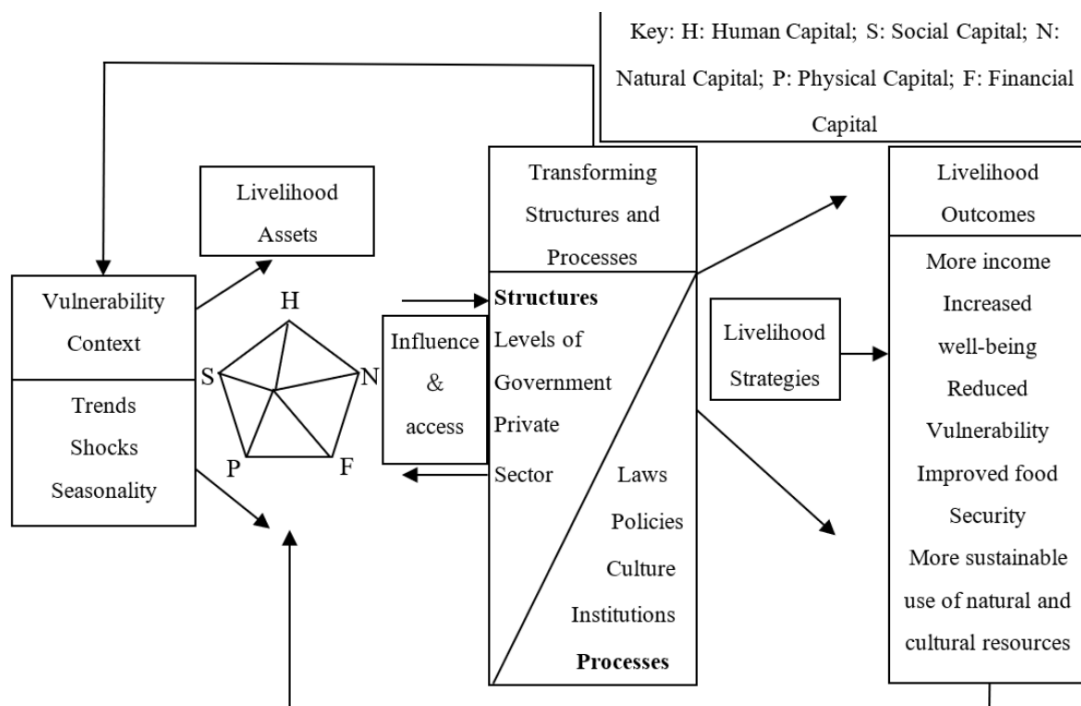 Key: H: Human Capital; S: Social Capital; N:
Natural Capital; P: Physical Capital; F: Financial
Capital
Livelihood
Assets
Vulnerability
Context
Trends
Shocks
Seasonality
H
S
N
P
F
Influence
&
access
Transforming
Structures and
Processes
Structures
Levels of
Government
Private
Sector
Laws
Policies
Culture
Institutions
Processes
Livelihood
Strategies
Livelihood
Outcomes
More income
Increased
well-being
Reduced
Vulnerability
Improved food
Security
More sustainable
use of natural and
cultural resources